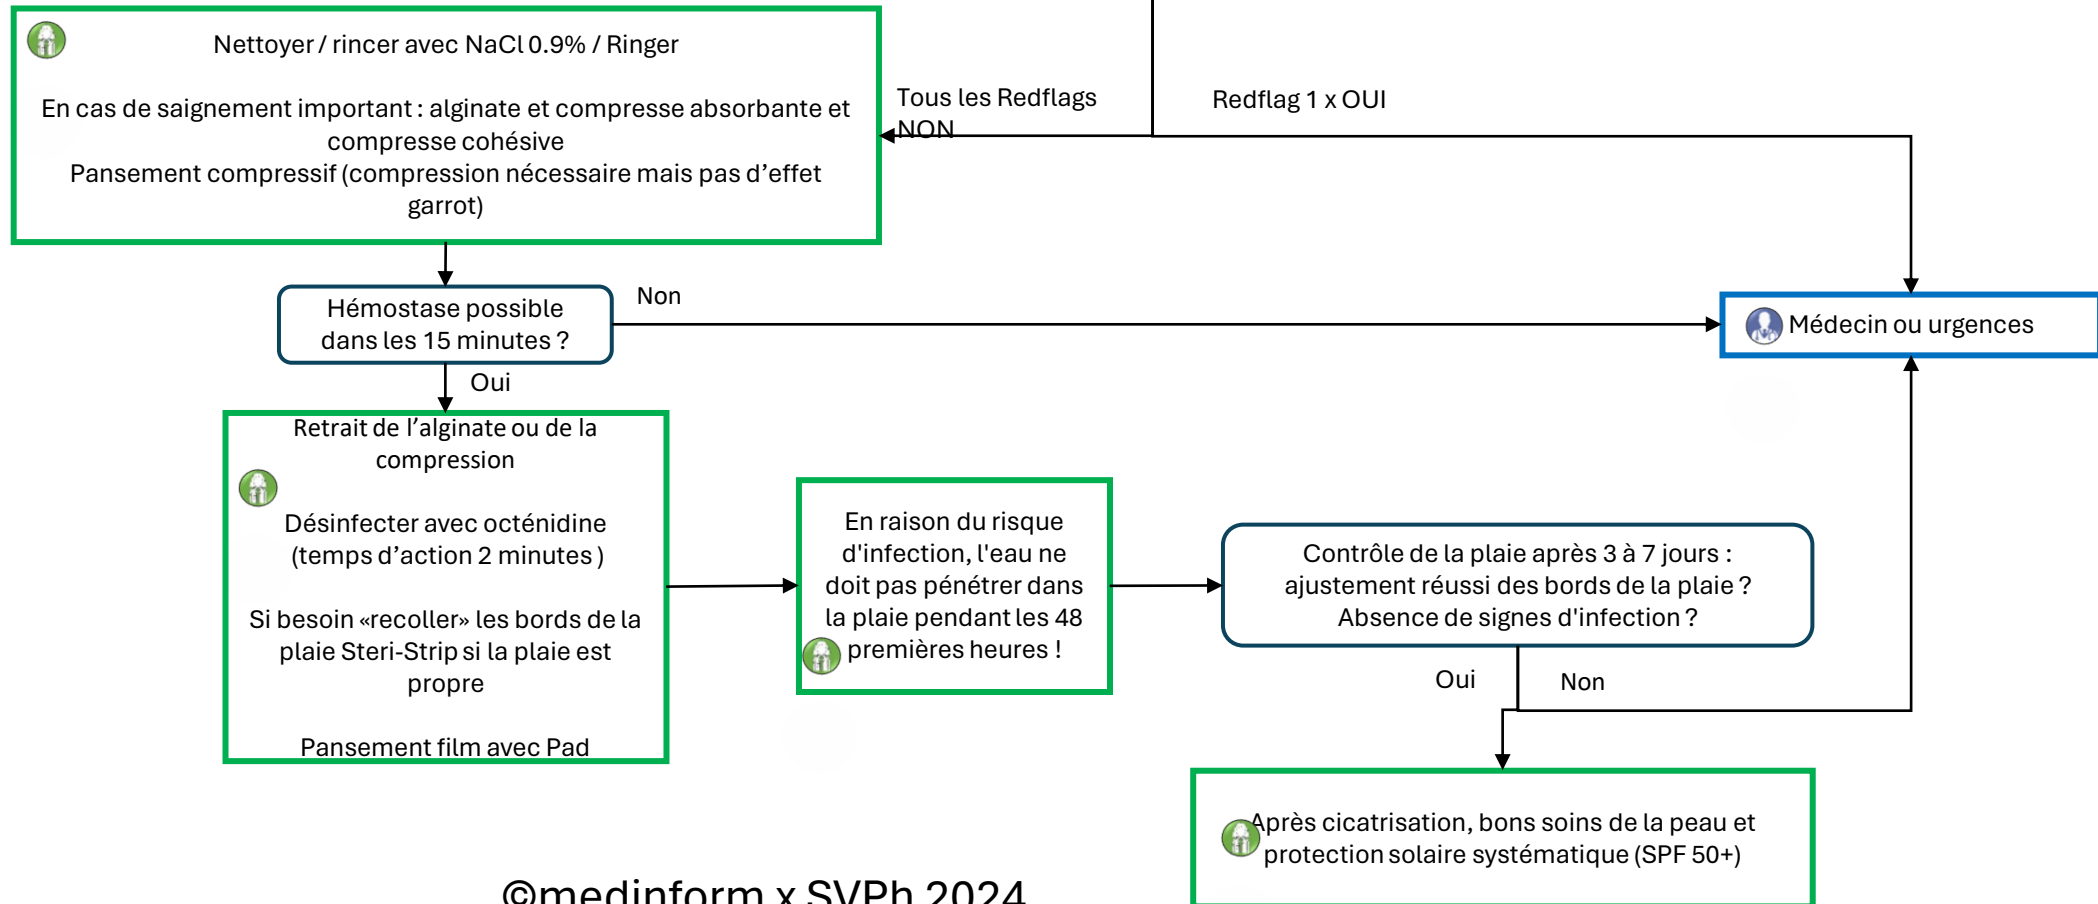 Nettoyer / rincer avec NaCl 0.9% / Ringer
En cas de saignement important : alginate et compresse absorbante et
compresse cohésive
Pansement compressif (compression nécessaire mais pas d’effet
garrot)
Tous les Redflags
NON
Redflag 1 x OUI
Hémostase possible
dans les 15 minutes ?
Non
Médecin ou urgences
Oui
Retrait de l’alginate ou de la
compression
Désinfecter avec octénidine
(temps d’action 2 minutes )
Si besoin «recoller» les bords de la
plaie Steri-Strip si la plaie est
propre
Pansement film avec Pad
En raison du risque
d'infection, l'eau ne
doit pas pénétrer dans
la plaie pendant les 48
premières heures !
Contrôle de la plaie après 3 à 7 jours :
ajustement réussi des bords de la plaie ?
Absence de signes d'infection ?
Oui
Non
Après cicatrisation, bons soins de la peau et
protection solaire systématique (SPF 50+)
©medinform x SVPh 2024